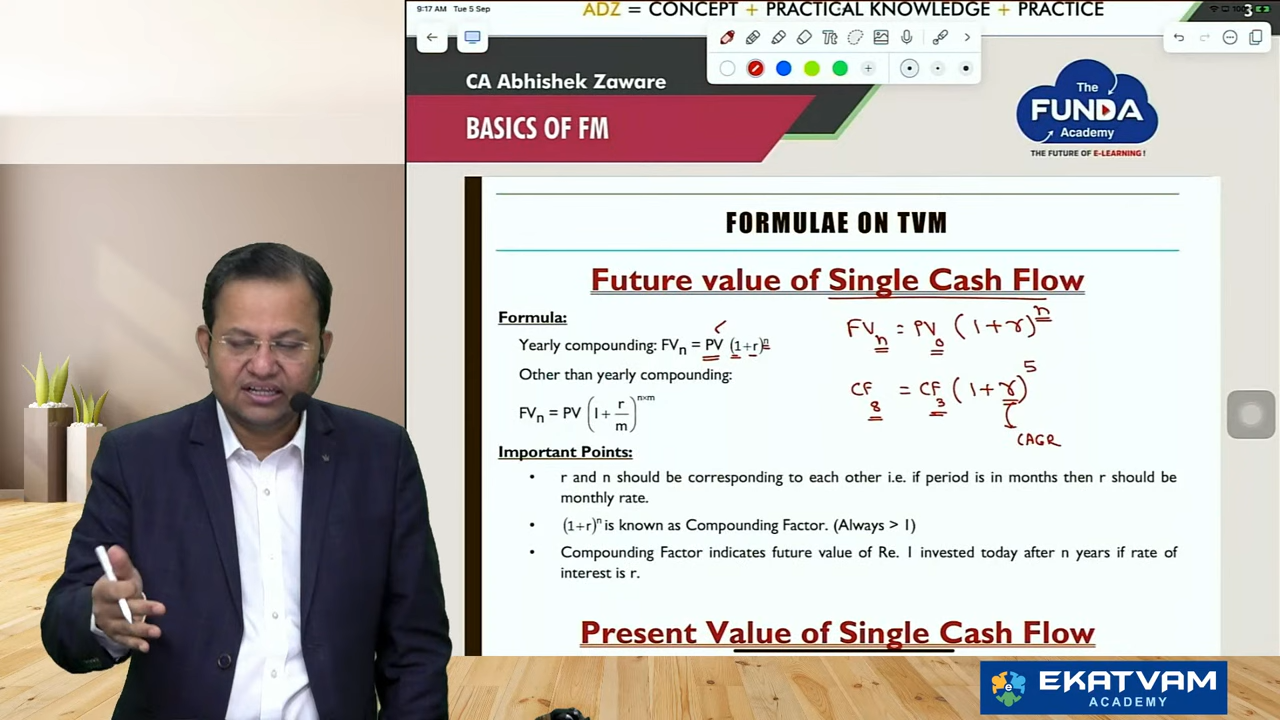 9:17 AM Tue 5 Sep
ADZ = CONCEPT + PRACTICAL KNOWLEDGE + PRACTICE
3
CA Abhishek Zaware
BASICS OF FM
The
FUNDA
Academy
THE FUTURE OF E-LEARNING !
FORMULAE ON TVM
Future value of Single Cash Flow
Formula:
Yearly compounding: FVn = PV (1+r)^n
FVn = PV0 (1+r)^n
Other than yearly compounding:
CF8 = CF3 (1+r)^5
FVn = PV (1 + r/m)^n×m
CAGR
Important Points:
• r and n should be corresponding to each other i.e. if period is in months then r should be
monthly rate.
• (1+r)^n is known as Compounding Factor. (Always > 1)
• Compounding Factor indicates future value of Re. 1 invested today after n years if rate of
interest is r.
Present Value of Single Cash Flow
EKATVAM
ACADEMY